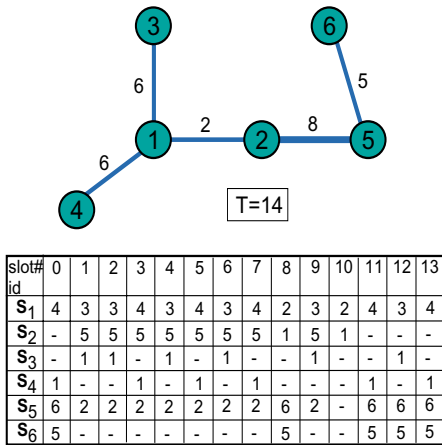 3 6
6 5
1 2 2 8 5
6
4 T=14
slot# 0 1 2 3 4 5 6 7 8 9 10 11 12 13
id
S1 4 3 3 4 3 4 3 4 2 3 2 4 3 4
S2 - 5 5 5 5 5 5 5 1 5 1 - - -
S3 - 1 1 - 1 - 1 - - 1 - - 1 -
S4 1 - - 1 - 1 - 1 - - - 1 - 1
S5 6 2 2 2 2 2 2 2 6 2 - 6 6 6
S6 5 - - - - - - - 5 - - 5 5 5